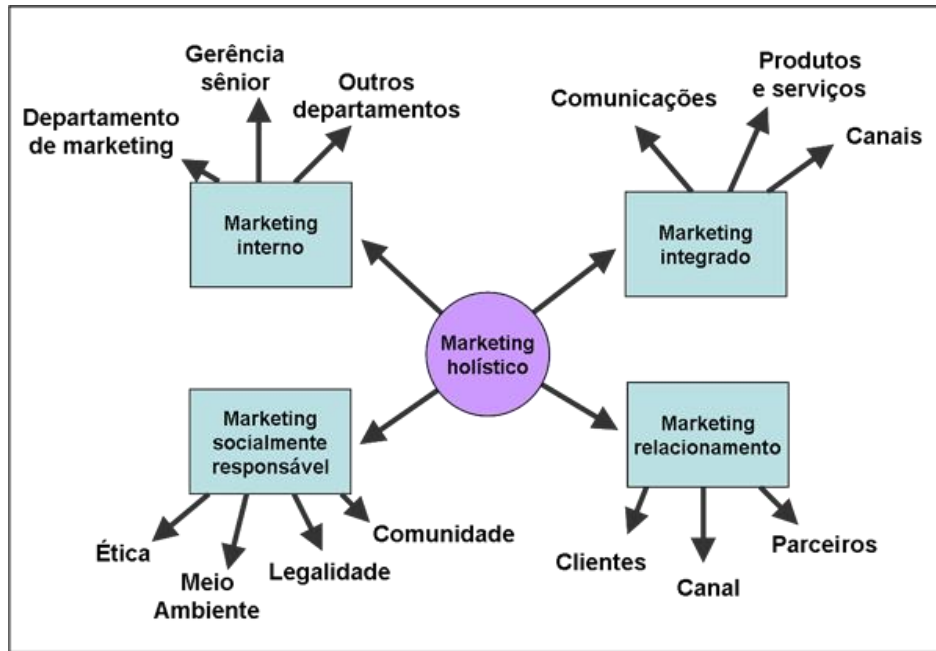 Gerência
sênior
Outros
departamentos
Departamento
de marketing
Marketing
interno
Comunicações
Produtos
e serviços
Canais
Marketing
integrado
Marketing
holístico
Marketing
socialmente
responsável
Ética
Meio
Ambiente
Legalidade
Comunidade
Marketing
relacionamento
Clientes
Canal
Parceiros